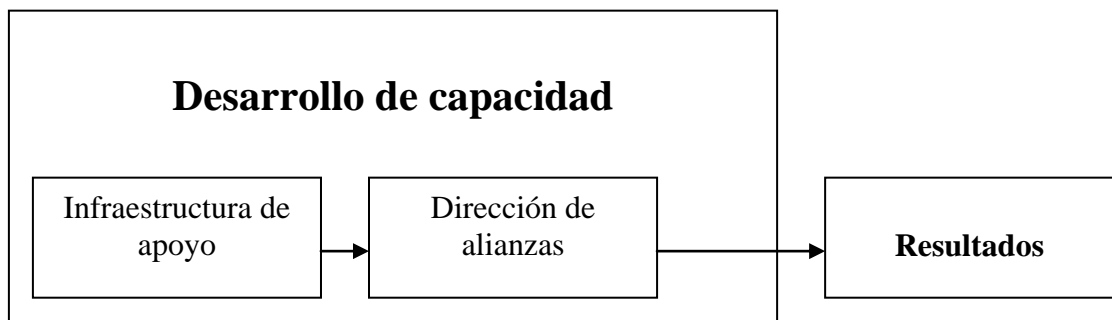 Desarrollo de capacidad
Infraestructura de
apoyo
Dirección de
alianzas
Resultados